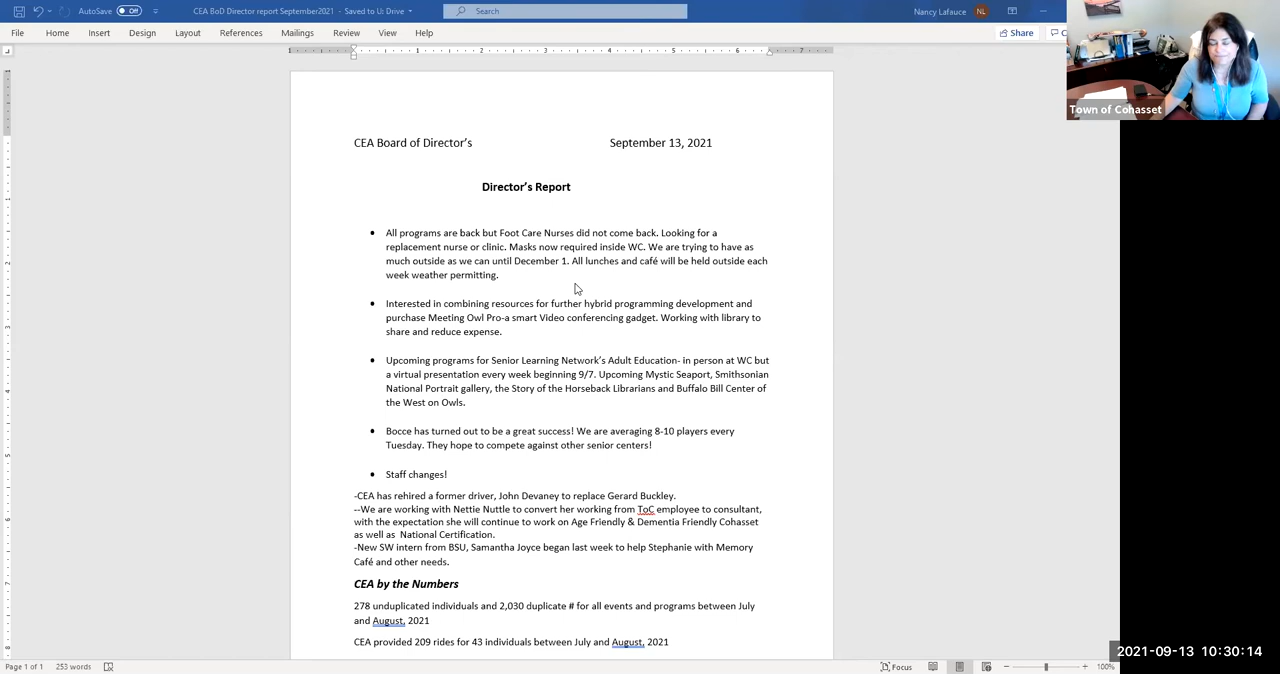 AutoSave Off CEA BoD Director report September2021 - Saved to U: Drive Search Nancy Lafauce NL
File Home Insert Design Layout References Mailings Review View Help Share
Town of Cohasset
CEA Board of Director's September 13, 2021
Director's Report
• All programs are back but Foot Care Nurses did not come back. Looking for a
replacement nurse or clinic. Masks now required inside WC. We are trying to have as
much outside as we can until December 1. All lunches and café will be held outside each
week weather permitting.
• Interested in combining resources for further hybrid programming development and
purchase Meeting Owl Pro-a smart Video conferencing gadget. Working with library to
share and reduce expense.
• Upcoming programs for Senior Learning Network's Adult Education- in person at WC but
a virtual presentation every week beginning 9/7. Upcoming Mystic Seaport, Smithsonian
National Portrait gallery, the Story of the Horseback Librarians and Buffalo Bill Center of
the West on Owls.
• Bocce has turned out to be a great success! We are averaging 8-10 players every
Tuesday. They hope to compete against other senior centers!
• Staff changes!
-CEA has rehired a former driver, John Devaney to replace Gerard Buckley.
--We are working with Nettie Nuttle to convert her working from ToC employee to consultant,
with the expectation she will continue to work on Age Friendly & Dementia Friendly Cohasset
as well as National Certification.
-New SW intern from BSU, Samantha Joyce began last week to help Stephanie with Memory
Café and other needs.
CEA by the Numbers
278 unduplicated individuals and 2,030 duplicate # for all events and programs between July
and August, 2021
CEA provided 209 rides for 43 individuals between July and August, 2021
2021-09-13 10:30:14
Page 1 of 1 253 words Focus 100%